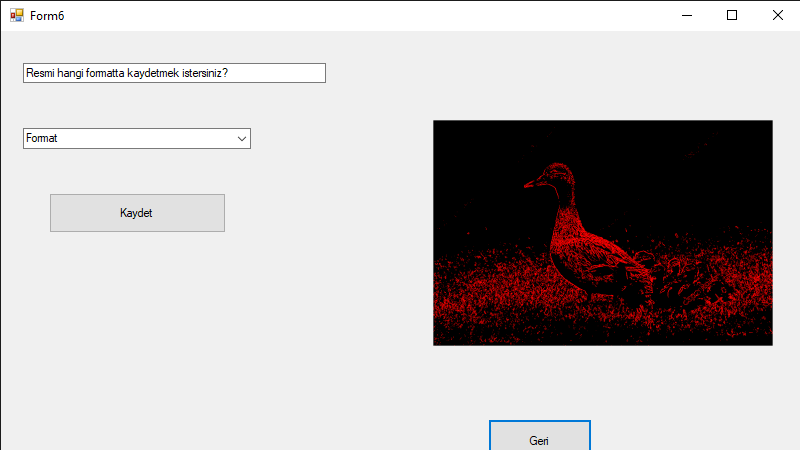 Form6
Resmi hangi formatta kaydetmek istersiniz?
Format
Kaydet
Geri